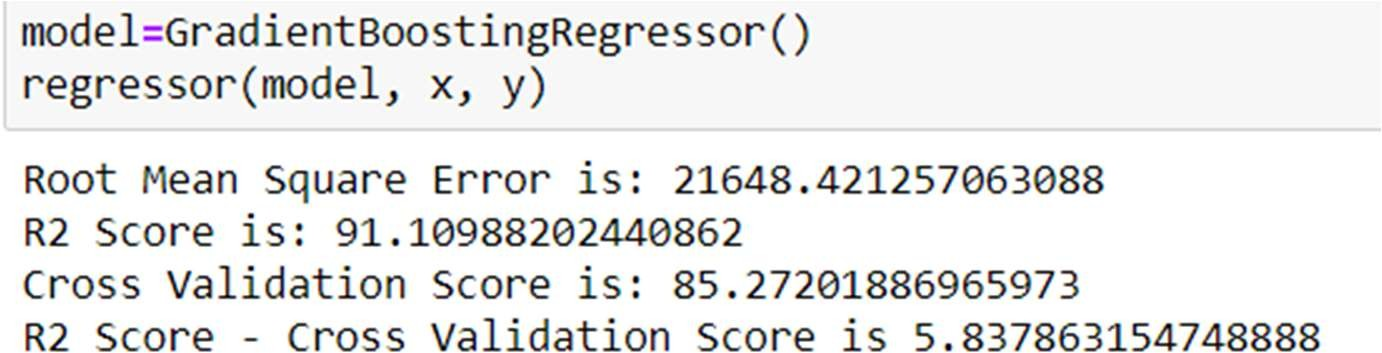 model=GradientBoostingRegressor()
regressor(model, x, y)
Root Mean Square Error is: 21648.421257063088
R2 Score is: 91.10988202440862
Cross Validation Score is: 85.27201886965973
R2 Score - Cross Validation Score is 5.837863154748888